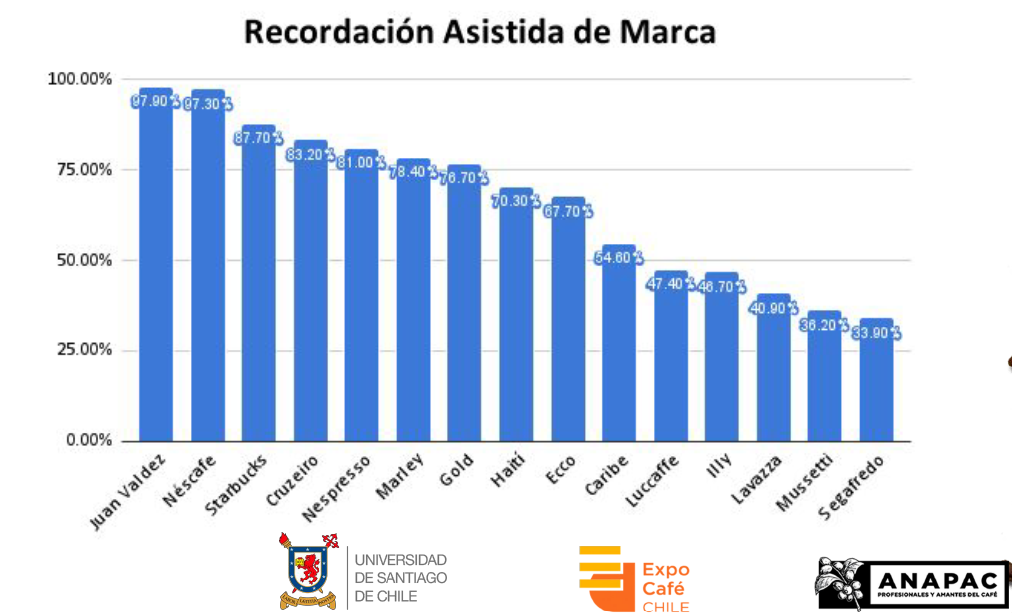 Recordación Asistida de Marca
100.00%
75.00%
50.00%
25.00%
0.00%
97.90%
97.30%
87.70%
83.20%
81.00%
78.40%
76.70%
70.30%
67.70%
54.60%
47.40%
46.70%
40.90%
36.20%
33.90%
Juan Valdez
Néscafe
Starbucks
Cruzeiro
Nespresso
Marley
Gold
Haití
Ecco
Caribe
Luccaffe
Illy
Lavazza
Mussetti
Segafredo
UNIVERSIDAD
DE SANTIAGO
DE CHILE
Expo
Café
CHILE
ANAPAC
PROFESIONALES Y AMANTES DEL CAFÉ